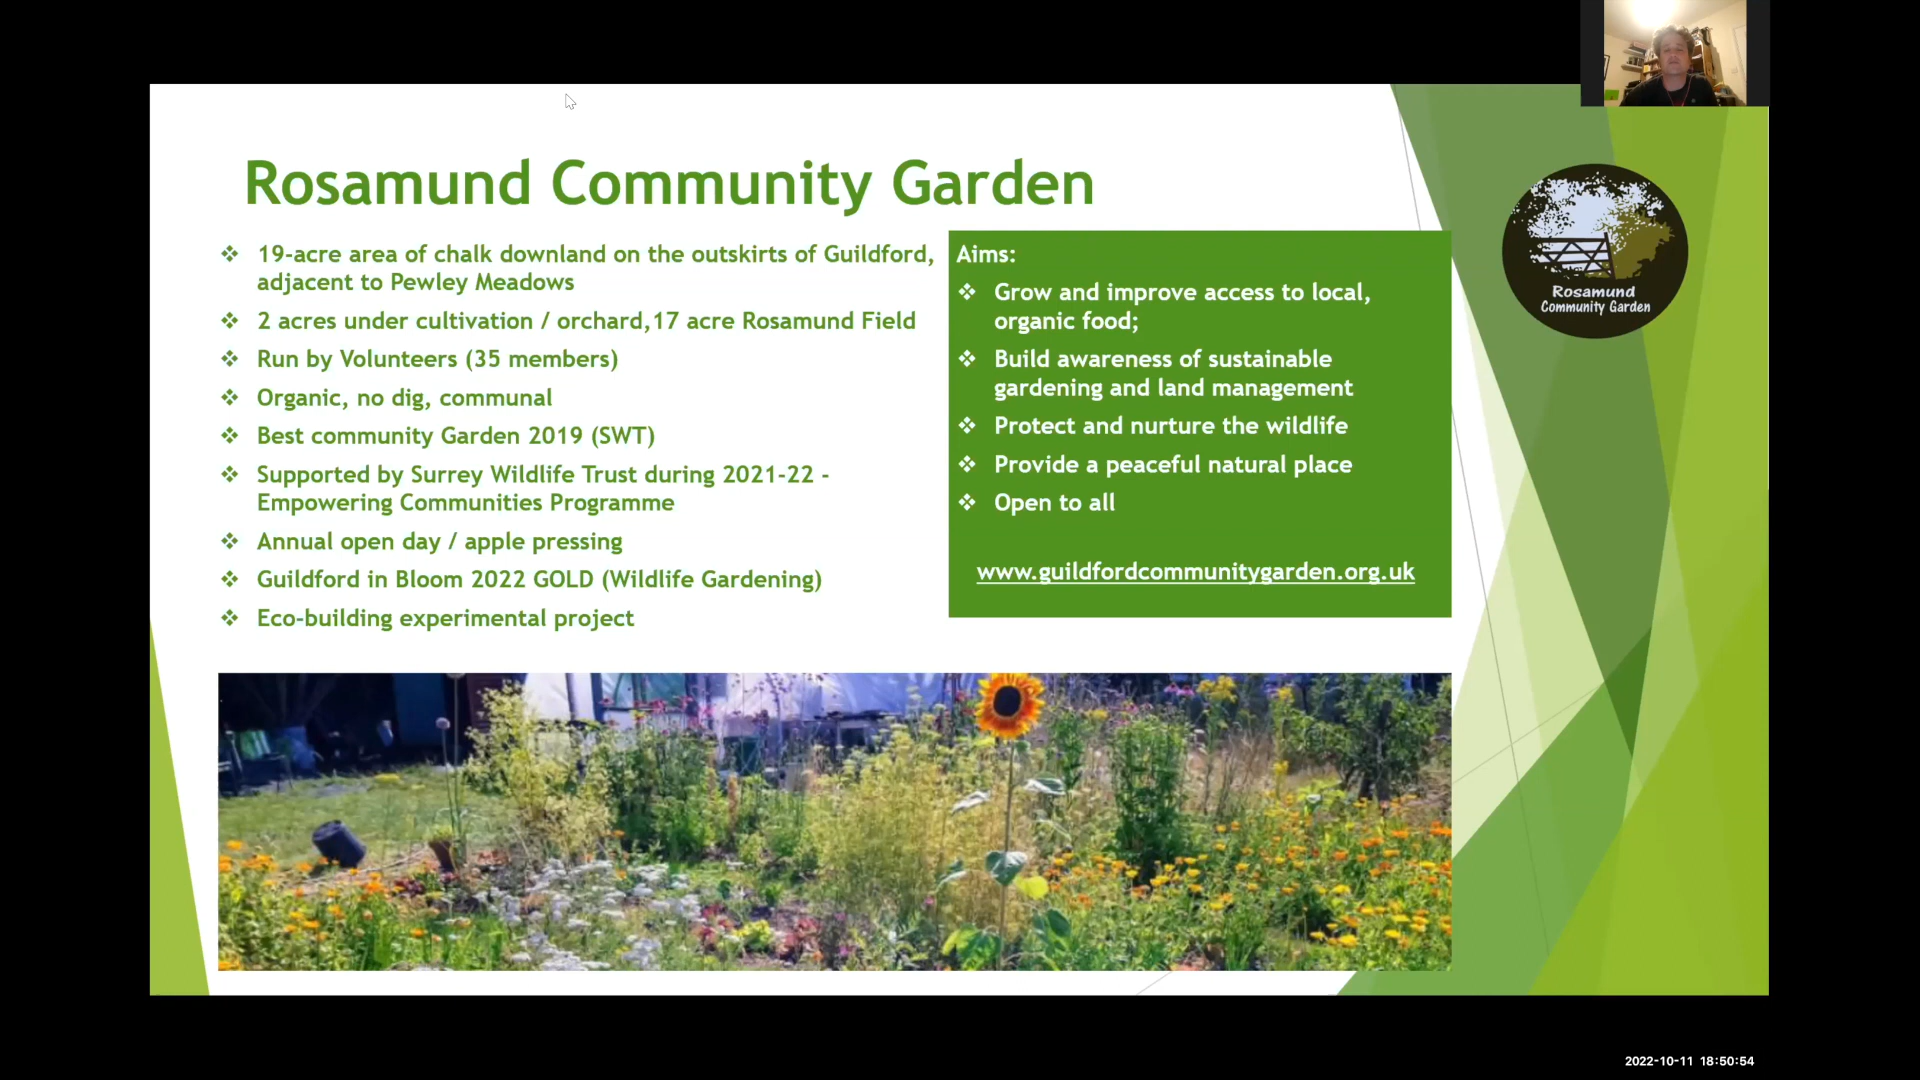 Rosamund Community Garden
19-acre area of chalk downland on the outskirts of Guildford,
adjacent to Pewley Meadows
2 acres under cultivation / orchard,17 acre Rosamund Field
Run by Volunteers (35 members)
Organic, no dig, communal
Best community Garden 2019 (SWT)
Supported by Surrey Wildlife Trust during 2021-22 -
Empowering Communities Programme
Annual open day / apple pressing
Guildford in Bloom 2022 GOLD (Wildlife Gardening)
Eco-building experimental project
Aims:
Grow and improve access to local,
organic food;
Build awareness of sustainable
gardening and land management
Protect and nurture the wildlife
Provide a peaceful natural place
Open to all
www.guildfordcommunitygarden.org.uk
Rosamund
Community Garden
2022-10-11 18:50:54